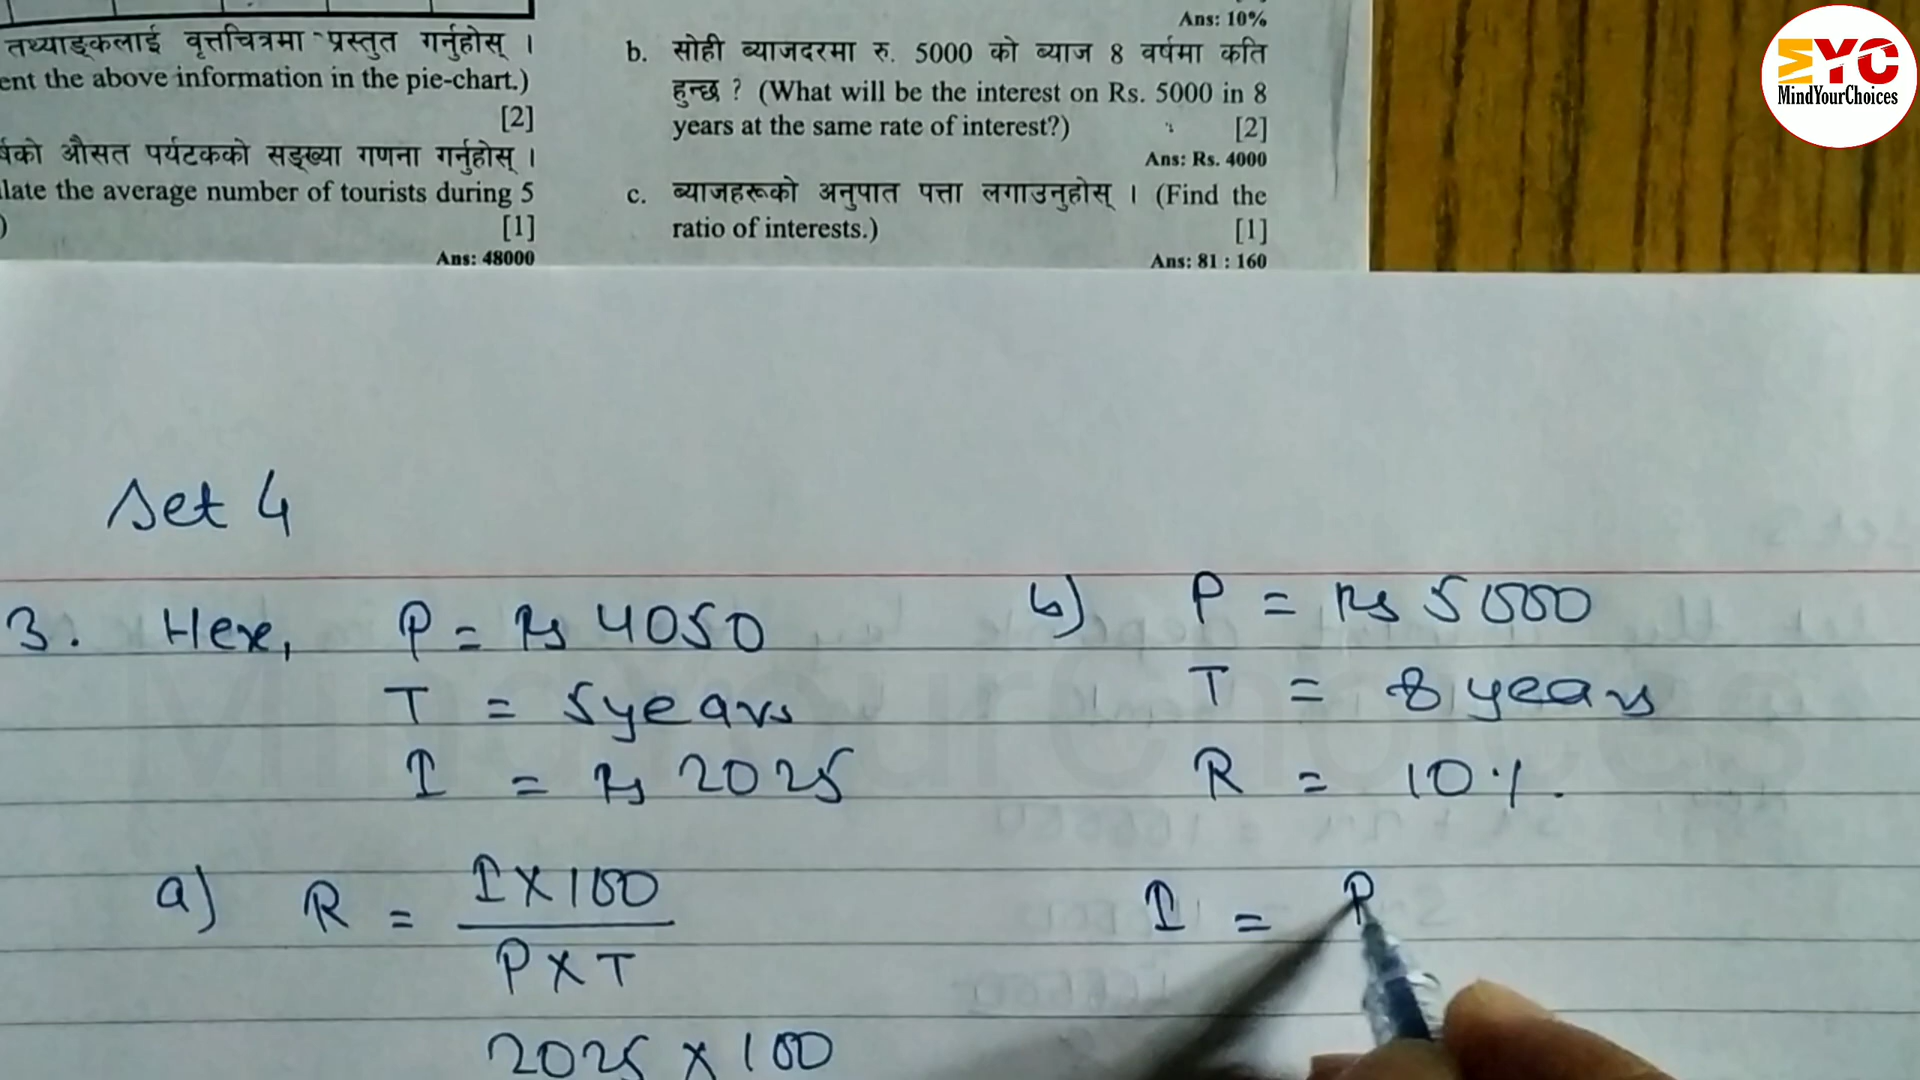 तथ्याङ्कलाई वृत्तचित्रमा प्रस्तुत गर्नुहोस् ।
ent the above information in the pie-chart.)
[2]
र्षको औसत पर्यटकको सङ्ख्या गणना गर्नुहोस् ।
late the average number of tourists during 5
) [1]
Ans: 48000
Ans: 10%
b. सोही ब्याजदरमा रु. 5000 को ब्याज 8 वर्षमा कति
हुन्छ ? (What will be the interest on Rs. 5000 in 8
years at the same rate of interest?) [2]
Ans: Rs. 4000
c. ब्याजहरूको अनुपात पत्ता लगाउनुहोस् । (Find the
ratio of interests.) [1]
Ans: 81 : 160
MYC
MindYourChoices
Set 4
3. Here, P = Rs 4050
T = 5years
I = Rs 2025
a) R = I X 100
P X T
2025 x 100
b) P = Rs 5000
T = 8 years
R = 10%.
I = P
MindYourChoices